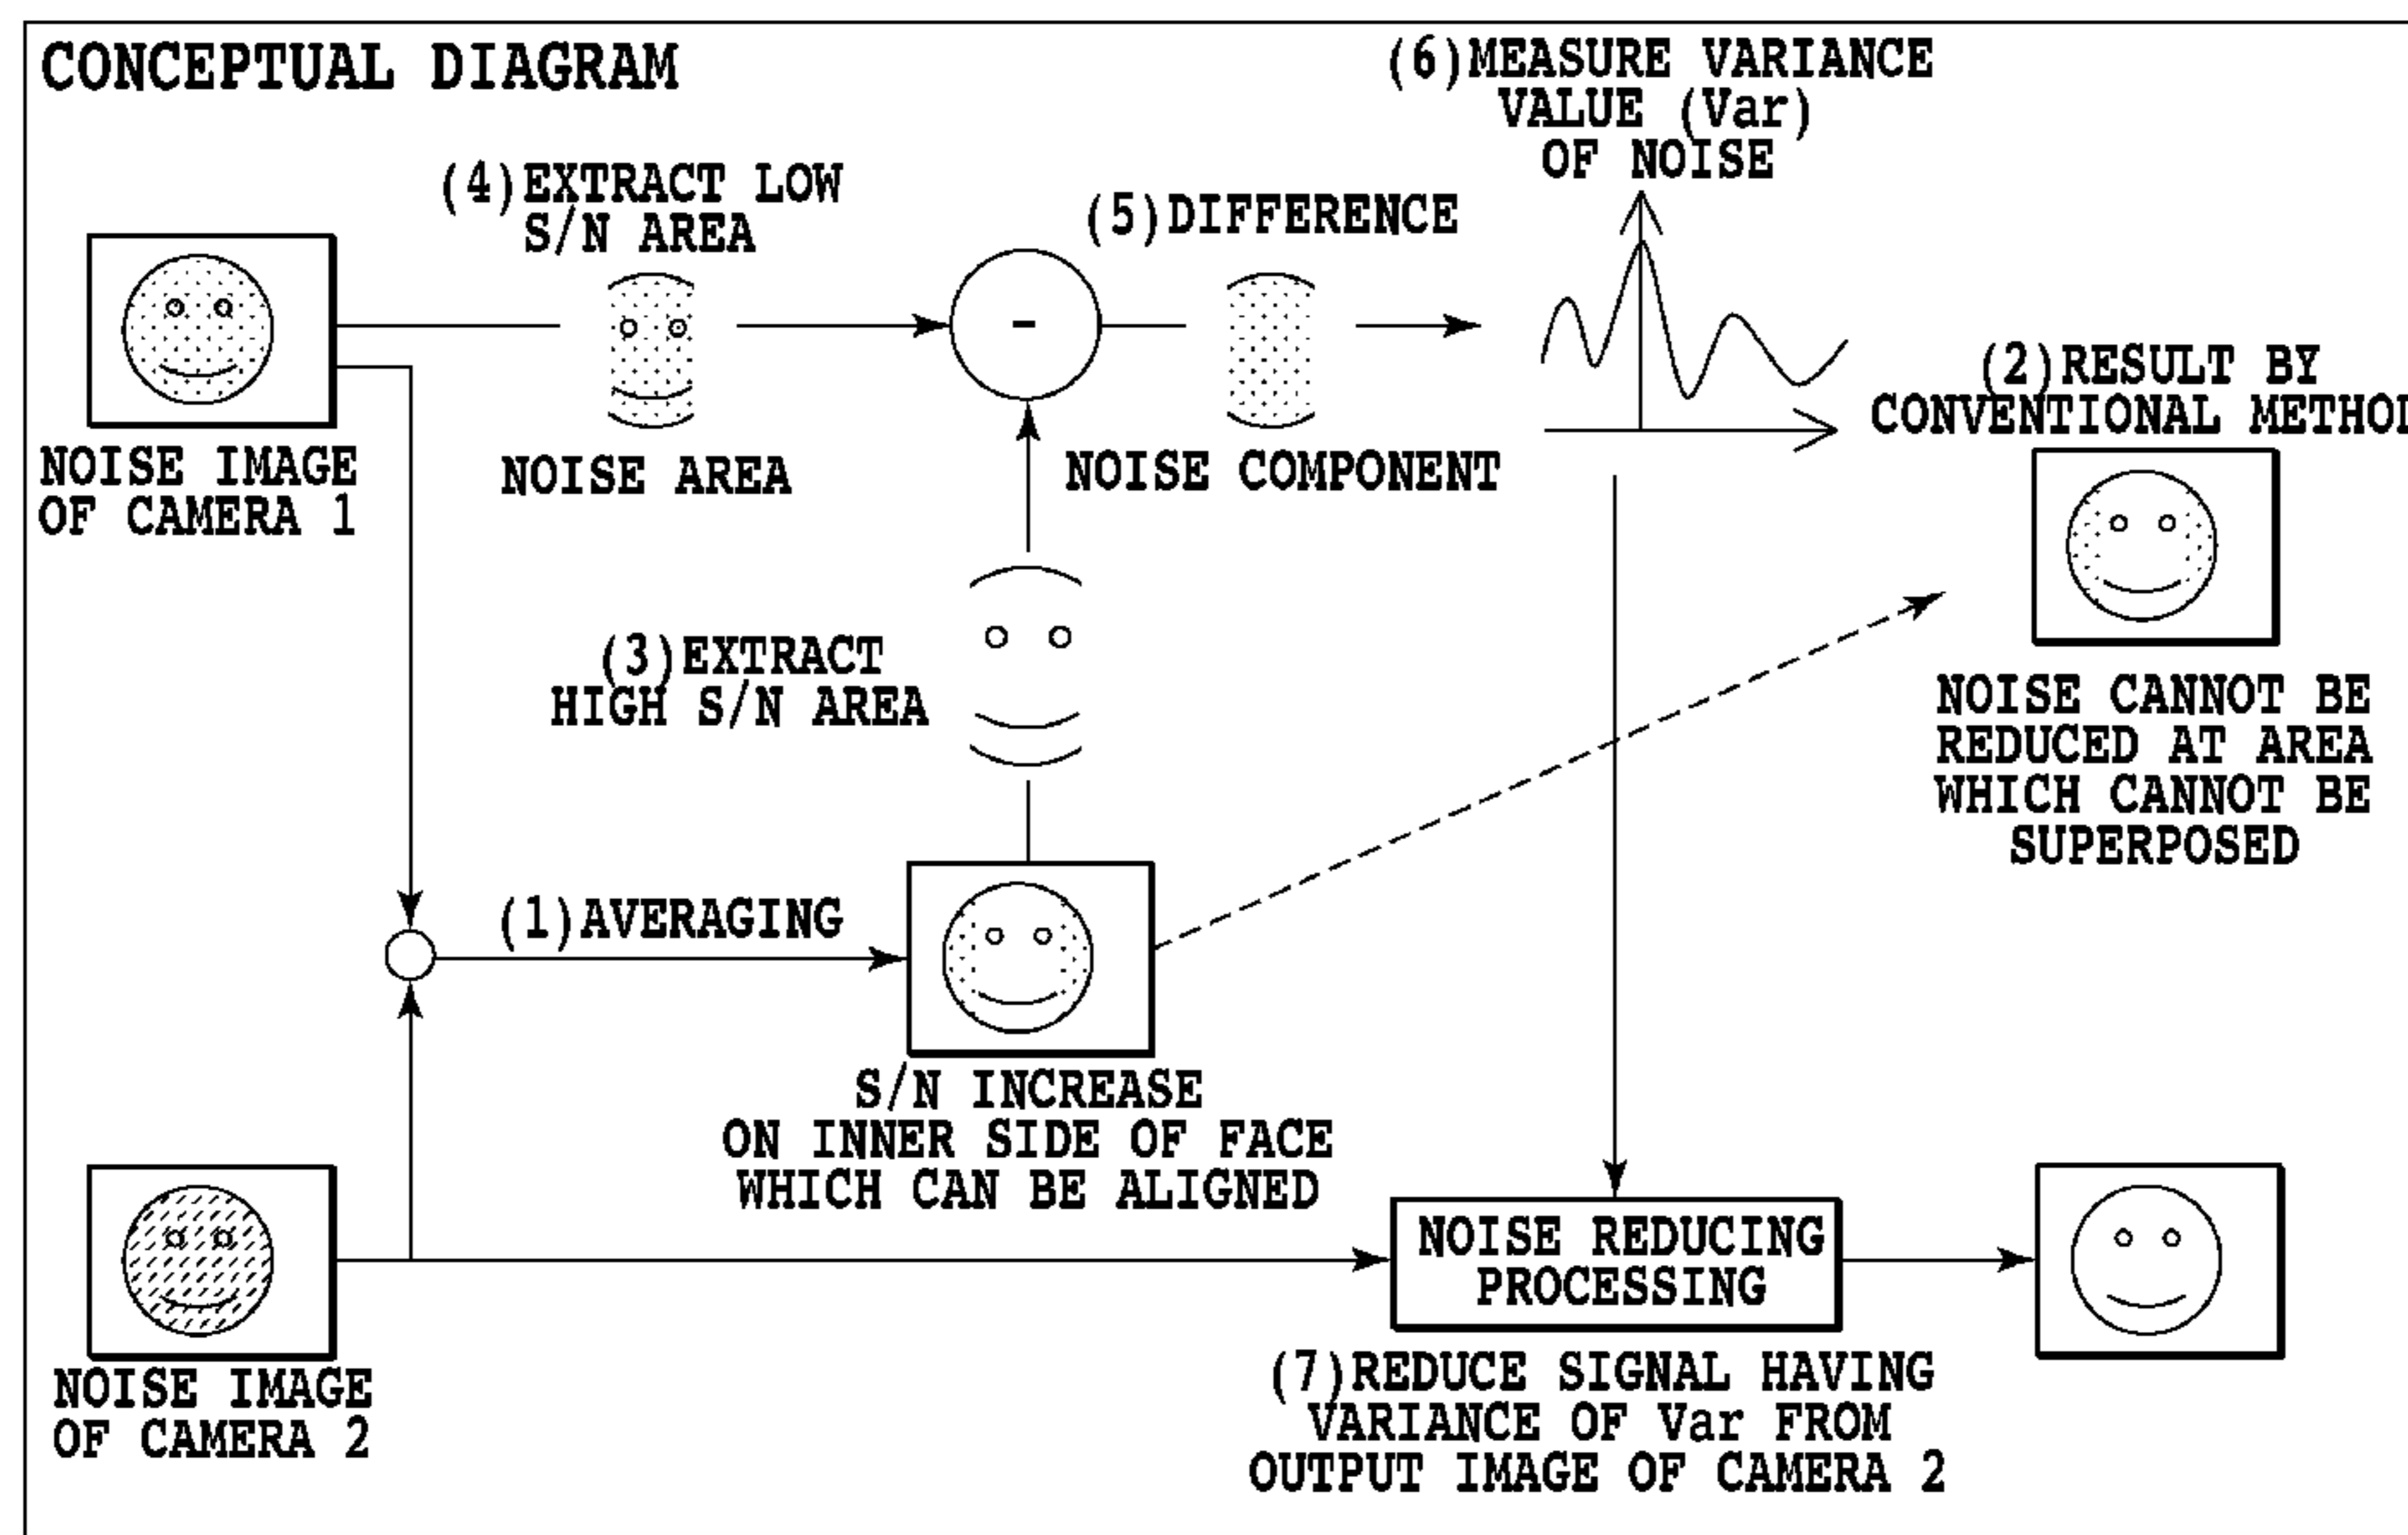 CONCEPTUAL DIAGRAM
(6)MEASURE VARIANCE
VALUE (Var)
OF NOISE
(4)EXTRACT LOW
S/N AREA
(5)DIFFERENCE
-
(2)RESULT BY
CONVENTIONAL METHOD
NOISE IMAGE
OF CAMERA 1
NOISE AREA
NOISE COMPONENT
(3)EXTRACT
HIGH S/N AREA
NOISE CANNOT BE
REDUCED AT AREA
WHICH CANNOT BE
SUPERPOSED
(1)AVERAGING
S/N INCREASE
ON INNER SIDE OF FACE
WHICH CAN BE ALIGNED
NOISE REDUCING
PROCESSING
NOISE IMAGE
OF CAMERA 2
(7)REDUCE SIGNAL HAVING
VARIANCE OF Var FROM
OUTPUT IMAGE OF CAMERA 2